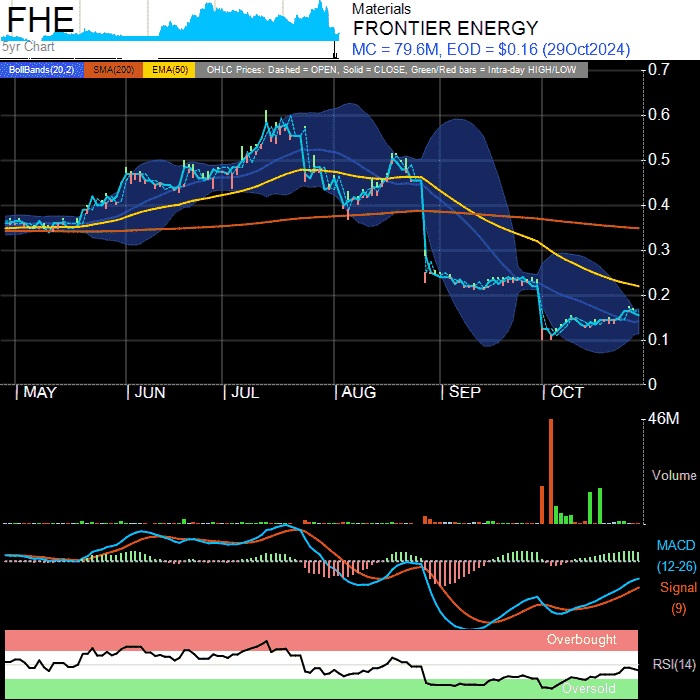 FHE
5yr Chart
Materials
FRONTIER ENERGY
MC = 79.6M, EOD = $0.16 (29Oct2024)
BollBands(20,2) SMA(200) EMA(50) OHLC Prices: Dashed = OPEN, Solid = CLOSE, Green/Red bars = Intra-day HIGH/LOW
0.7
0.6
0.5
0.4
0.3
0.2
0.1
0
MAY JUN JUL AUG SEP OCT
46M
Volume
MACD
(12-26)
Signal
(9)
Overbought
RSI(14)
Oversold